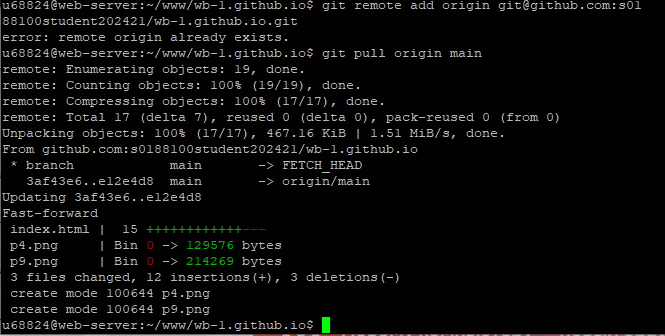 u68824@web-server:~/www/wb-1.github.io$ git remote add origin git@github.com:s01
88100student202421/wb-1.github.io.git
error: remote origin already exists.
u68824@web-server:~/www/wb-1.github.io$ git pull origin main
remote: Enumerating objects: 19, done.
remote: Counting objects: 100% (19/19), done.
remote: Compressing objects: 100% (17/17), done.
remote: Total 17 (delta 7), reused 0 (delta 0), pack-reused 0 (from 0)
Unpacking objects: 100% (17/17), 467.16 KiB | 1.51 MiB/s, done.
From github.com:s0188100student202421/wb-1.github.io
 * branch            main       -> FETCH_HEAD
   3af43e6..e12e4d8  main       -> origin/main
Updating 3af43e6..e12e4d8
Fast-forward
 index.html |  15 ++++++++++++---
 p4.png     | Bin 0 -> 129576 bytes
 p9.png     | Bin 0 -> 214269 bytes
 3 files changed, 12 insertions(+), 3 deletions(-)
 create mode 100644 p4.png
 create mode 100644 p9.png
u68824@web-server:~/www/wb-1.github.io$